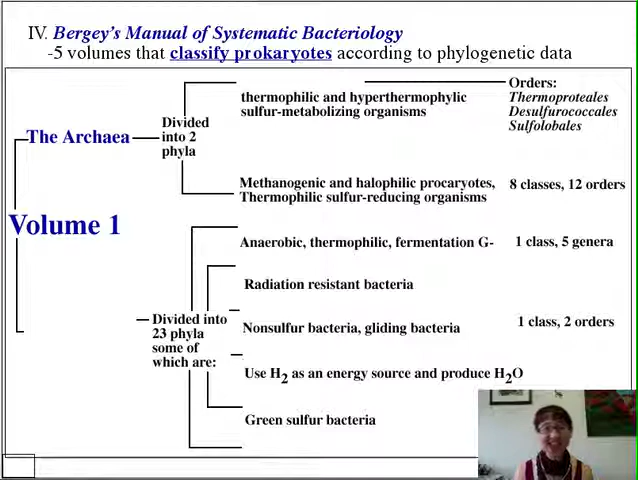 IV. Bergey's Manual of Systematic Bacteriology
-5 volumes that classify prokaryotes according to phylogenetic data
Orders:
thermophilic and hyperthermophylic
sulfur-metabolizing organisms
Thermoproteales
Desulfurococcales
Sulfolobales
The Archaea
Divided
into 2
phyla
Methanogenic and halophilic procaryotes,
Thermophilic sulfur-reducing organisms
8 classes, 12 orders
Volume 1
Anaerobic, thermophilic, fermentation G-
1 class, 5 genera
Radiation resistant bacteria
Divided into
23 phyla
some of
which are:
Nonsulfur bacteria, gliding bacteria
1 class, 2 orders
Use H2 as an energy source and produce H2O
Green sulfur bacteria